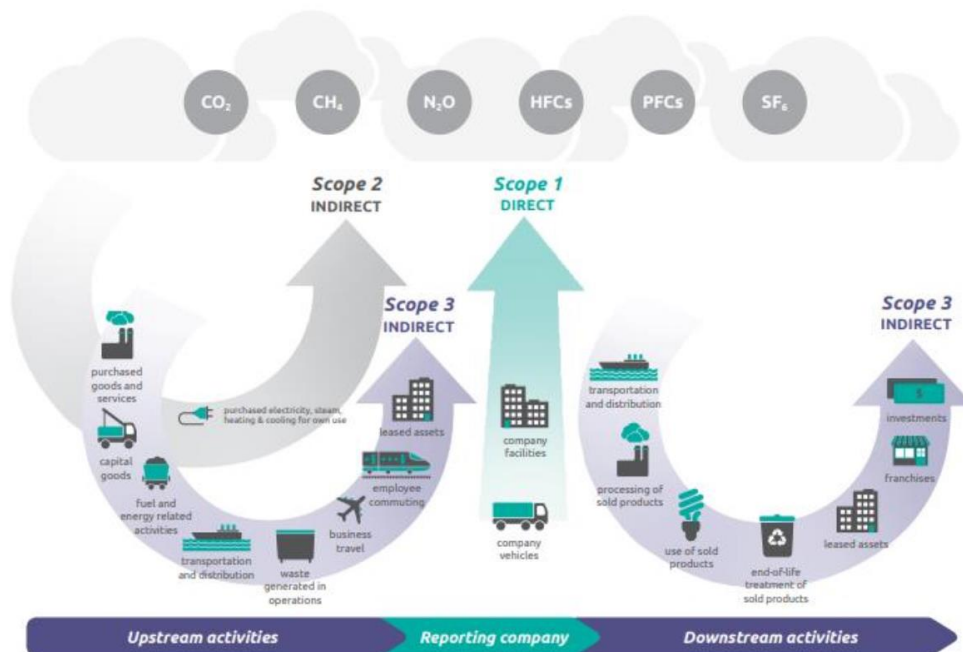 CO₂
CH₄
N₂O
HFCs
PFCs
SF₆
Scope 2
INDIRECT
Scope 1
DIRECT
Scope 3
INDIRECT
Scope 3
INDIRECT
purchased
goods and
services
capital
goods
fuel and
energy related
activities
transportation
and distribution
waste
generated in
operations
business
travel
employee
commuting
leased assets
purchased electricity, steam,
heating & cooling for own use
company
facilities
company
vehicles
transportation
and distribution
processing of
sold products
use of sold
products
end-of-life
treatment of
sold products
leased assets
franchises
investments
$
Upstream activities
Reporting company
Downstream activities